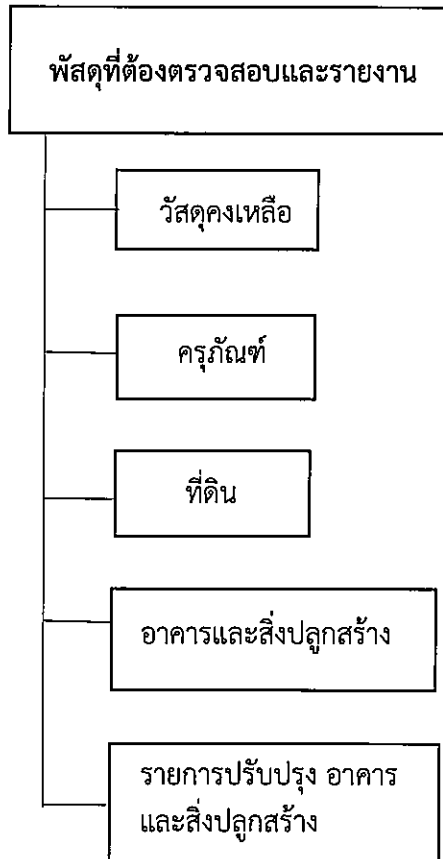 พัสดุที่ต้องตรวจสอบและรายงาน
วัสดุคงเหลือ
ครุภัณฑ์
ที่ดิน
อาคารและสิ่งปลูกสร้าง
รายการปรับปรุง อาคาร
และสิ่งปลูกสร้าง